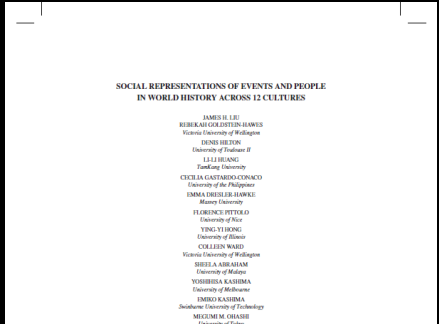 SOCIAL REPRESENTATIONS OF EVENTS AND PEOPLE
IN WORLD HISTORY ACROSS 12 CULTURES
JAMES H. LIU
REBEKAH GOLDSTEIN-HAWES
Victoria University of Wellington
DENIS HILTON
University of Toulouse II
LI-LI HUANG
TamKang University
CECILIA GASTARDO-CONACO
University of the Philippines
EMMA DRESLER-HAWKE
Massey University
FLORENCE PITTOLO
University of Nice
YING-YI HONG
University of Illinois
COLLEEN WARD
Victoria University of Wellington
SHEELA ABRAHAM
University of Malaya
YOSHIHISA KASHIMA
University of Melbourne
EMIKO KASHIMA
Swinburne University of Technology
MEGUMI M. OHASHI
University of Tokyo